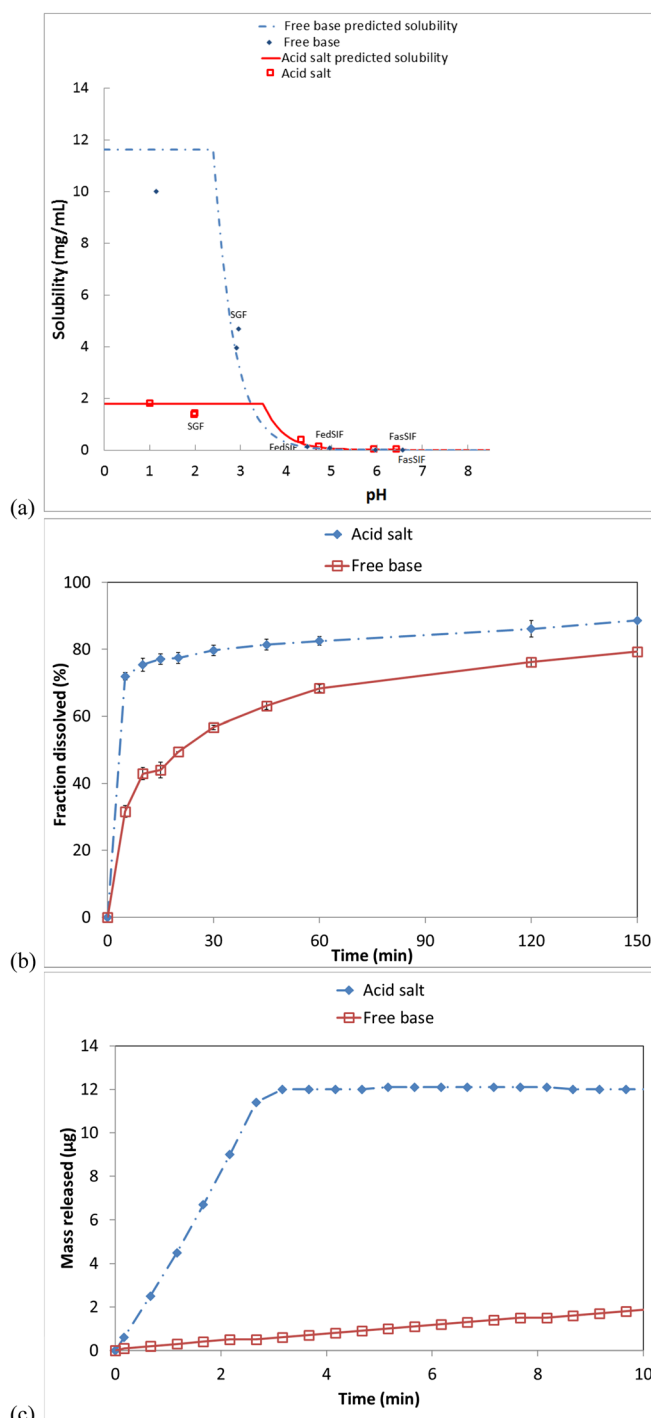 Free base predicted solubility
Free base
Acid salt predicted solubility
Acid salt
14
12
10
8
6
4
2
0
Solubility (mg/mL)
SGF
SGF
FedSIF
FedSIF
FasSIF
FasSIF
0 1 2 3 4 5 6 7 8
pH
(a)
Acid salt
Free base
100
80
60
40
20
0
Fraction dissolved (%)
0 30 60 90 120 150
Time (min)
(b)
Acid salt
Free base
14
12
10
8
6
4
2
0
Mass released (µg)
0 2 4 6 8 10
Time (min)
(c)